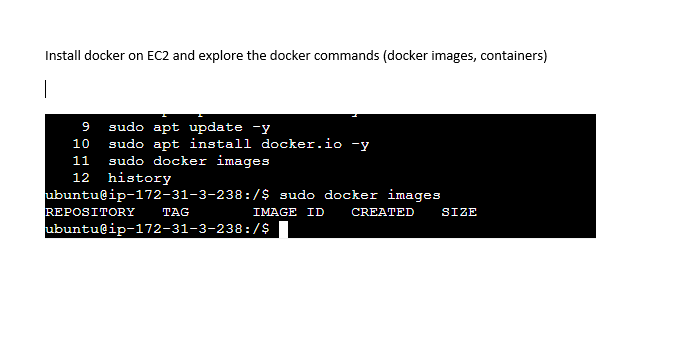 Install docker on EC2 and explore the docker commands (docker images, containers)
9 sudo apt update -y
10 sudo apt install docker.io -y
11 sudo docker images
12 history
ubuntu@ip-172-31-3-238:/$ sudo docker images
REPOSITORY TAG IMAGE ID CREATED SIZE
ubuntu@ip-172-31-3-238:/$